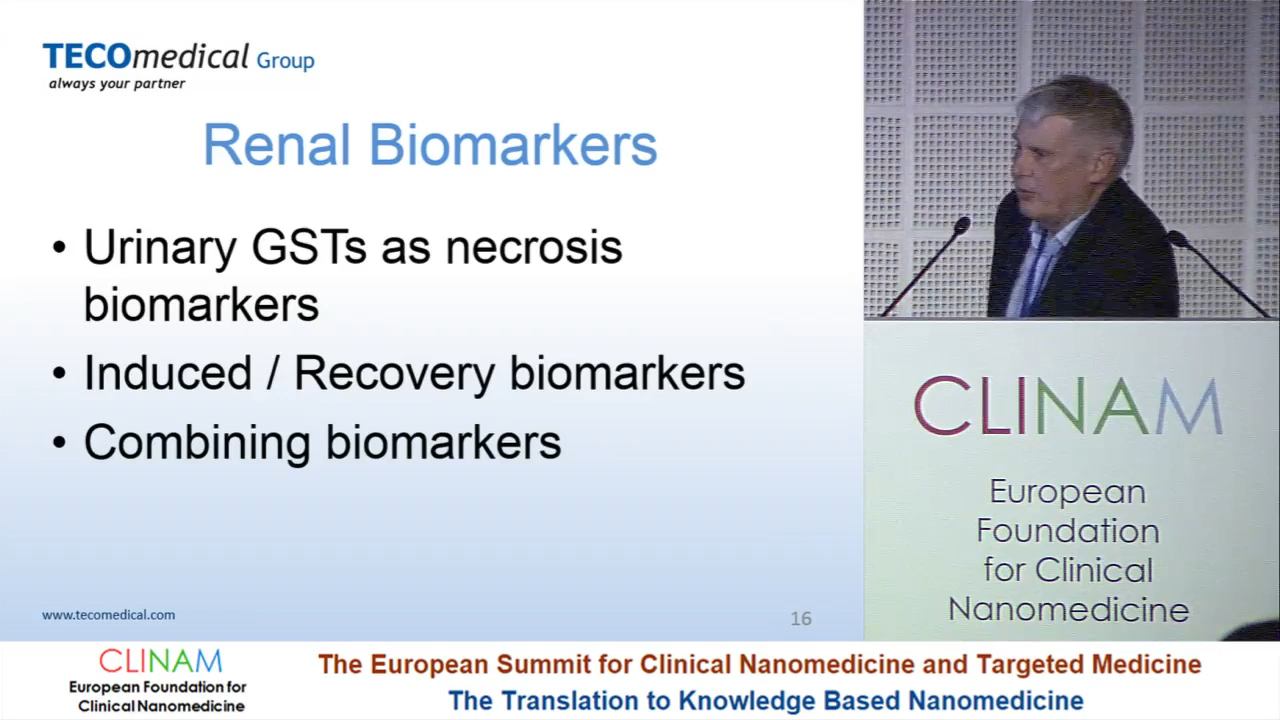 TECOmedical Group
always your partner
Renal Biomarkers
• Urinary GSTs as necrosis
biomarkers
• Induced / Recovery biomarkers
• Combining biomarkers
www.tecomedical.com
16
CLINAM
European
Foundation
for Clinical
Nanomedicine
CLINAM
European Foundation for
Clinical Nanomedicine
The European Summit for Clinical Nanomedicine and Targeted Medicine
The Translation to Knowledge Based Nanomedicine